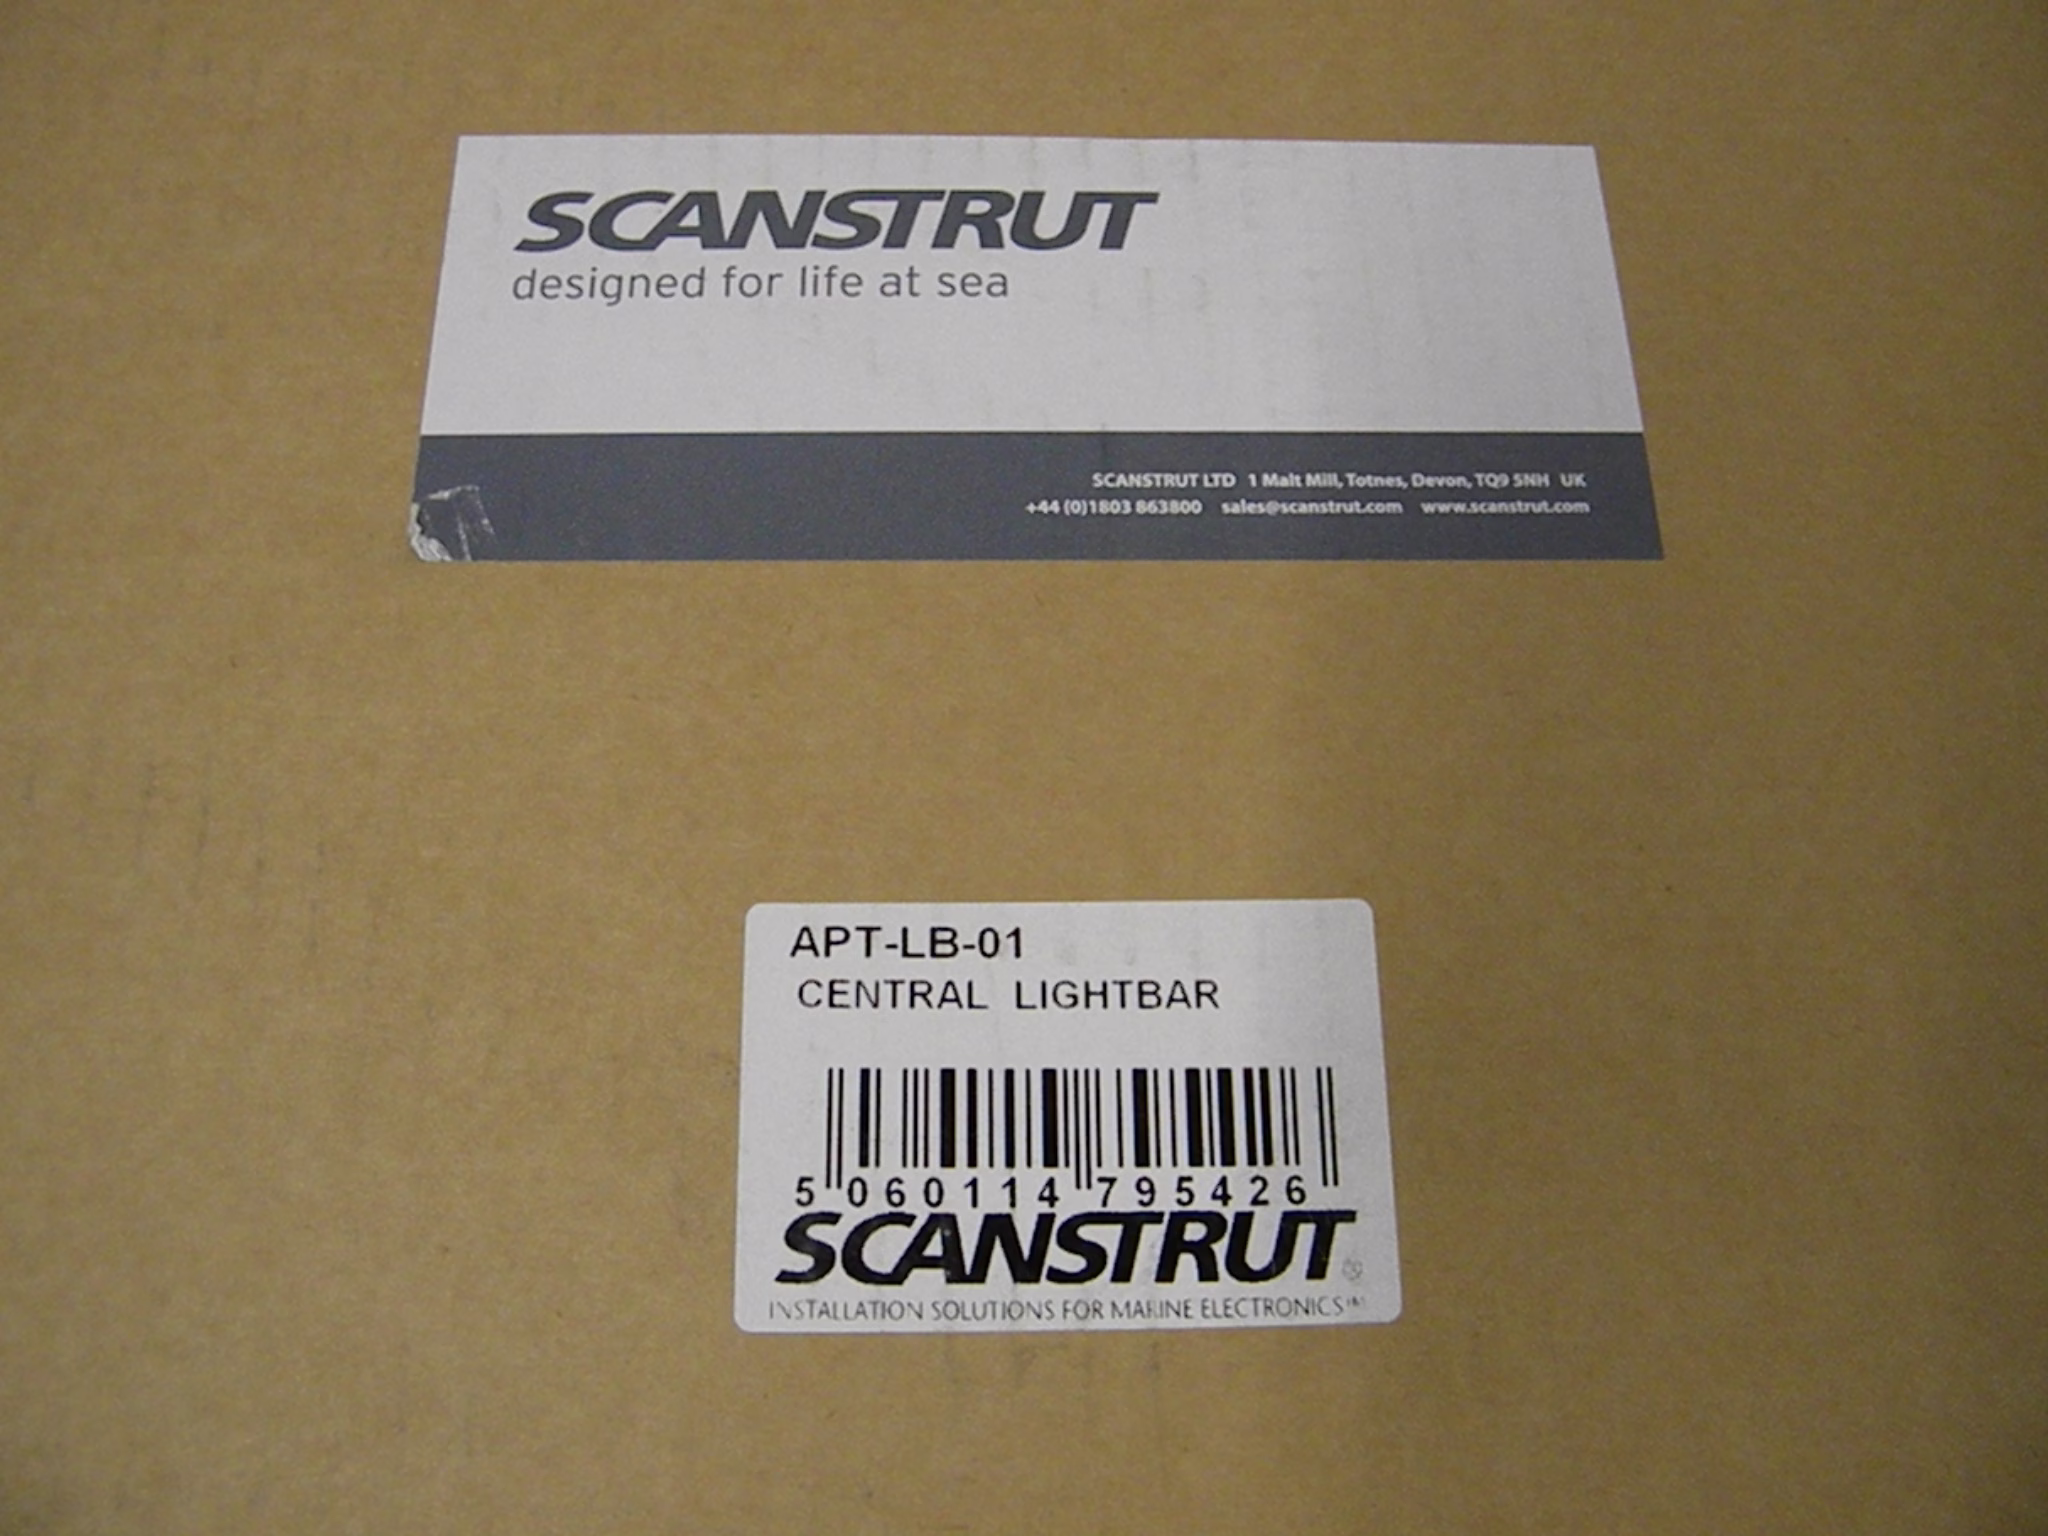 SCANSTRUT
designed for life at sea
SCANSTRUT LTD 1 Malt Mill, Totnes, Devon, TQ9 5NH UK
+44 (0)1803 863800 sales@scanstrut.com www.scanstrut.com
APT-LB-01
CENTRAL LIGHTBAR
5 060114 795426
SCANSTRUT®
INSTALLATION SOLUTIONS FOR MARINE ELECTRONICS™